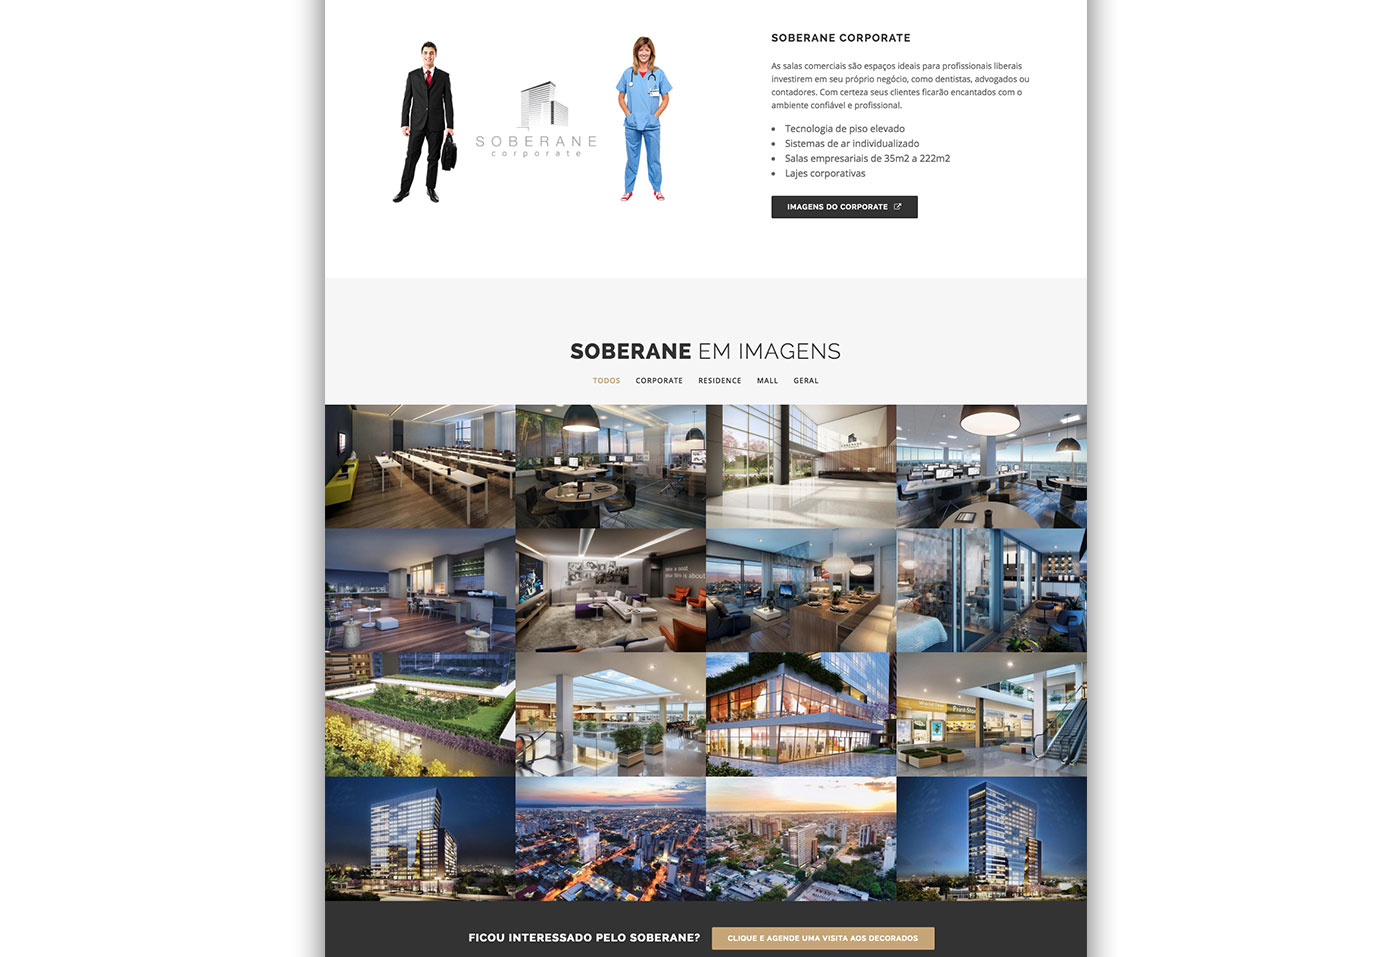 SOBERANE CORPORATE
As salas comerciais são espaços ideais para profissionais liberais
investirem em seu próprio negócio, como dentistas, advogados ou
contadores. Com certeza seus clientes ficarão encantados com o
ambiente confiável e profissional.
SOBERANE
corporate
Tecnologia de piso elevado
Sistemas de ar individualizado
Salas empresariais de 35m2 a 222m2
Lajes corporativas
IMAGENS DO CORPORATE
SOBERANE EM IMAGENS
TODOS CORPORATE RESIDENCE MALL GERAL
SOBERANE
Print Stor
FICOU INTERESSADO PELO SOBERANE? CLIQUE E AGENDE UMA VISITA AOS DECORADOS